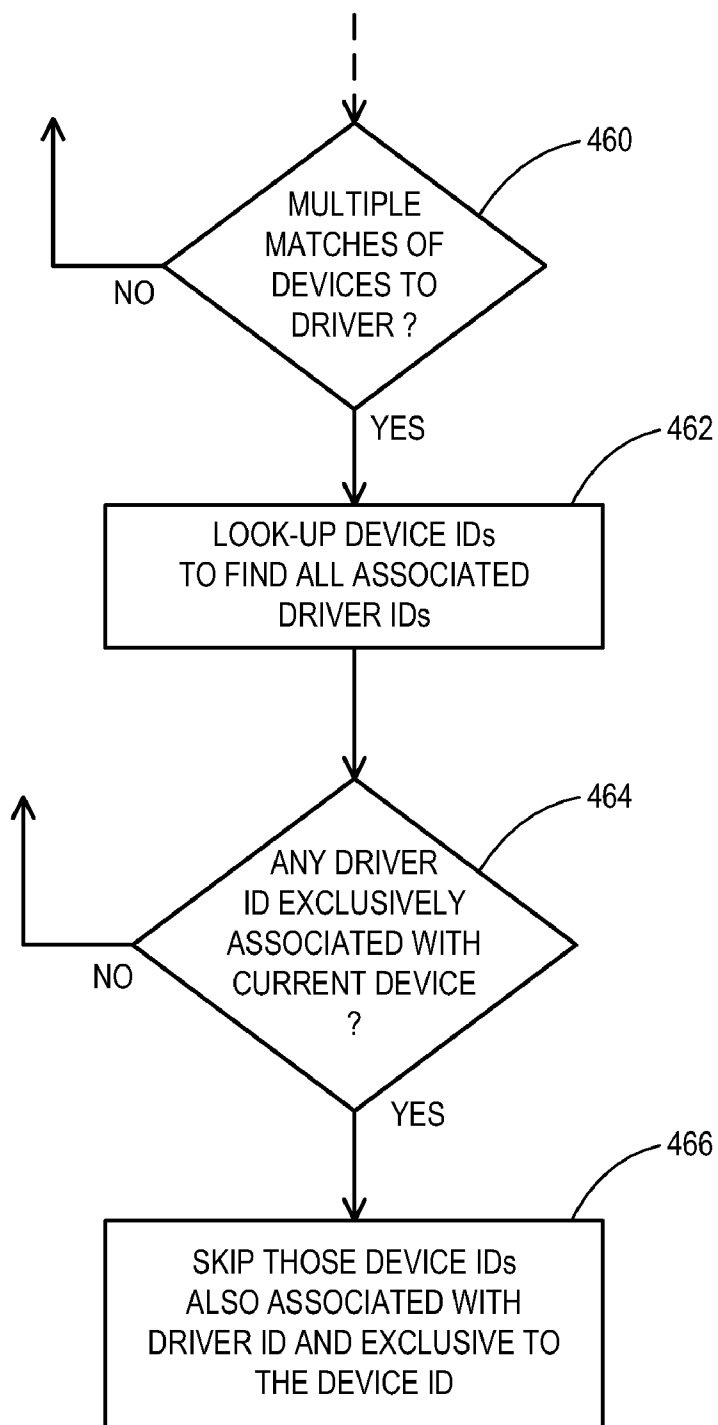 460
MULTIPLE
MATCHES OF
DEVICES TO
DRIVER ?
NO
YES
462
LOOK-UP DEVICE IDs
TO FIND ALL ASSOCIATED
DRIVER IDs
464
ANY DRIVER
ID EXCLUSIVELY
ASSOCIATED WITH
CURRENT DEVICE
?
NO
YES
466
SKIP THOSE DEVICE IDs
ALSO ASSOCIATED WITH
DRIVER ID AND EXCLUSIVE TO
THE DEVICE ID